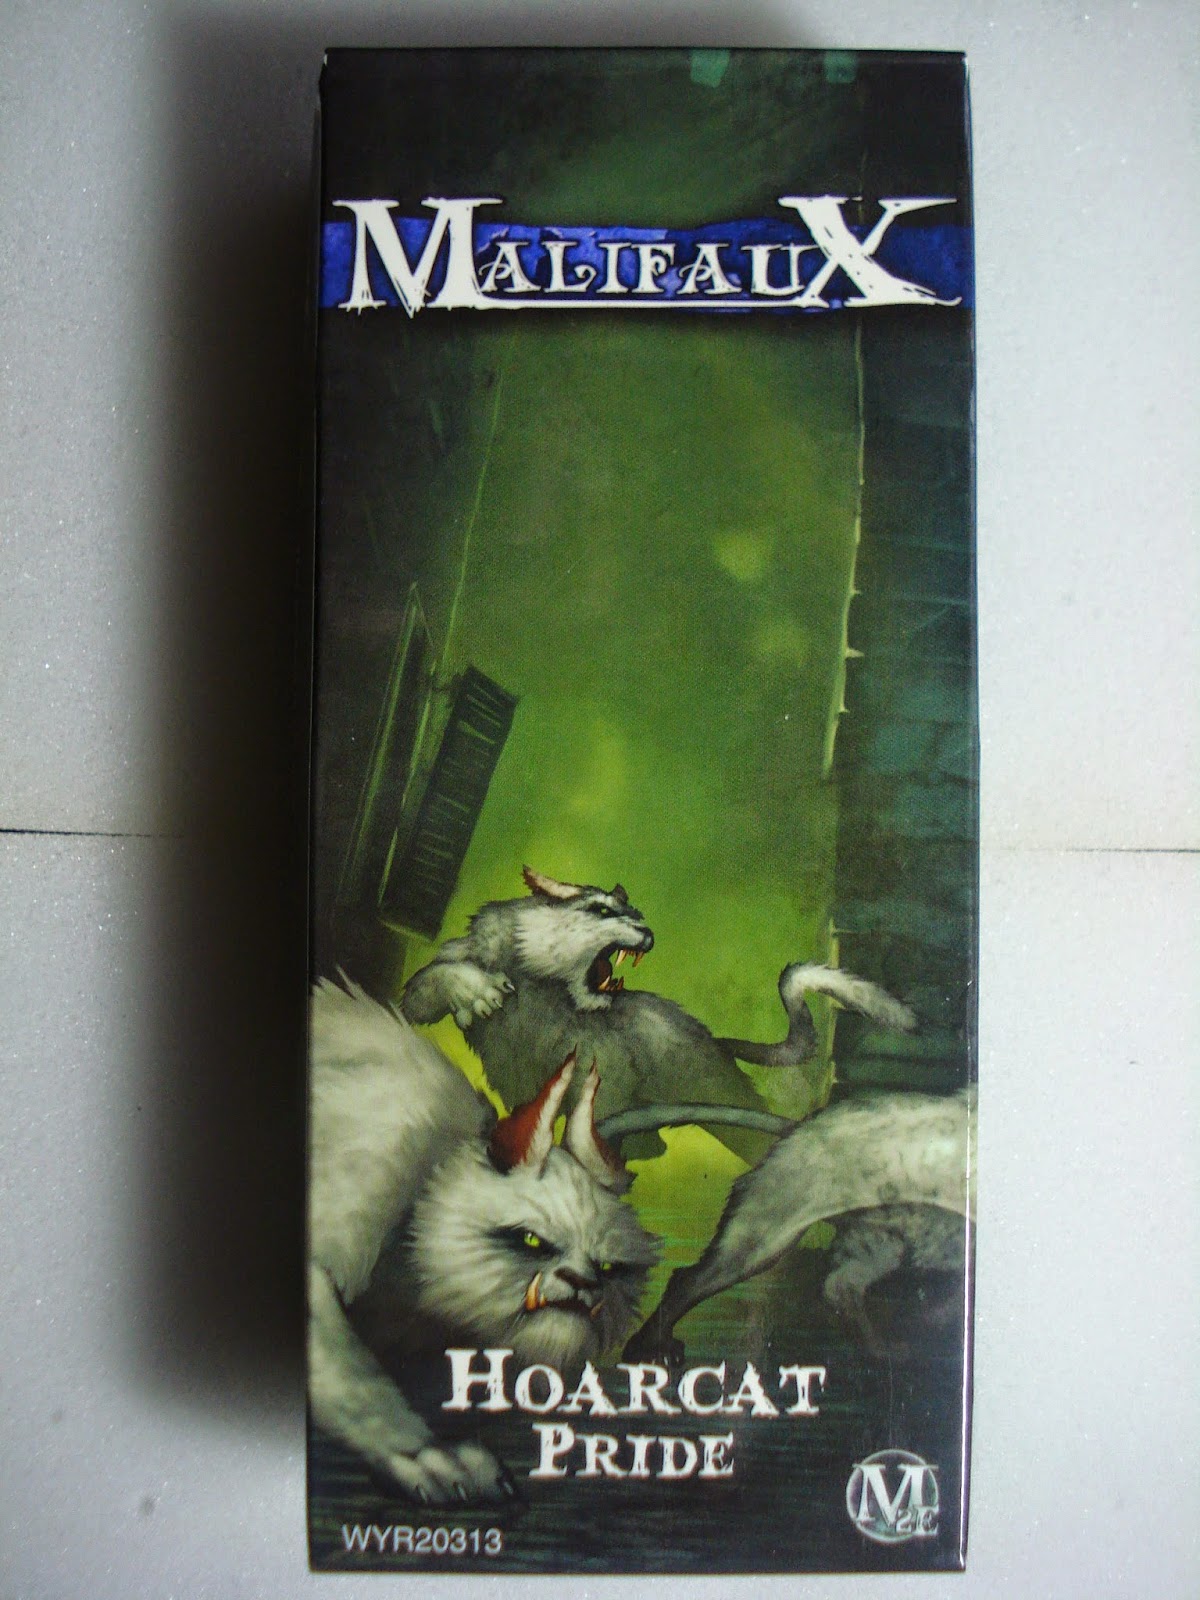 MALIFAUX
HOARCAT
PRIDE
M2E
WYR20313